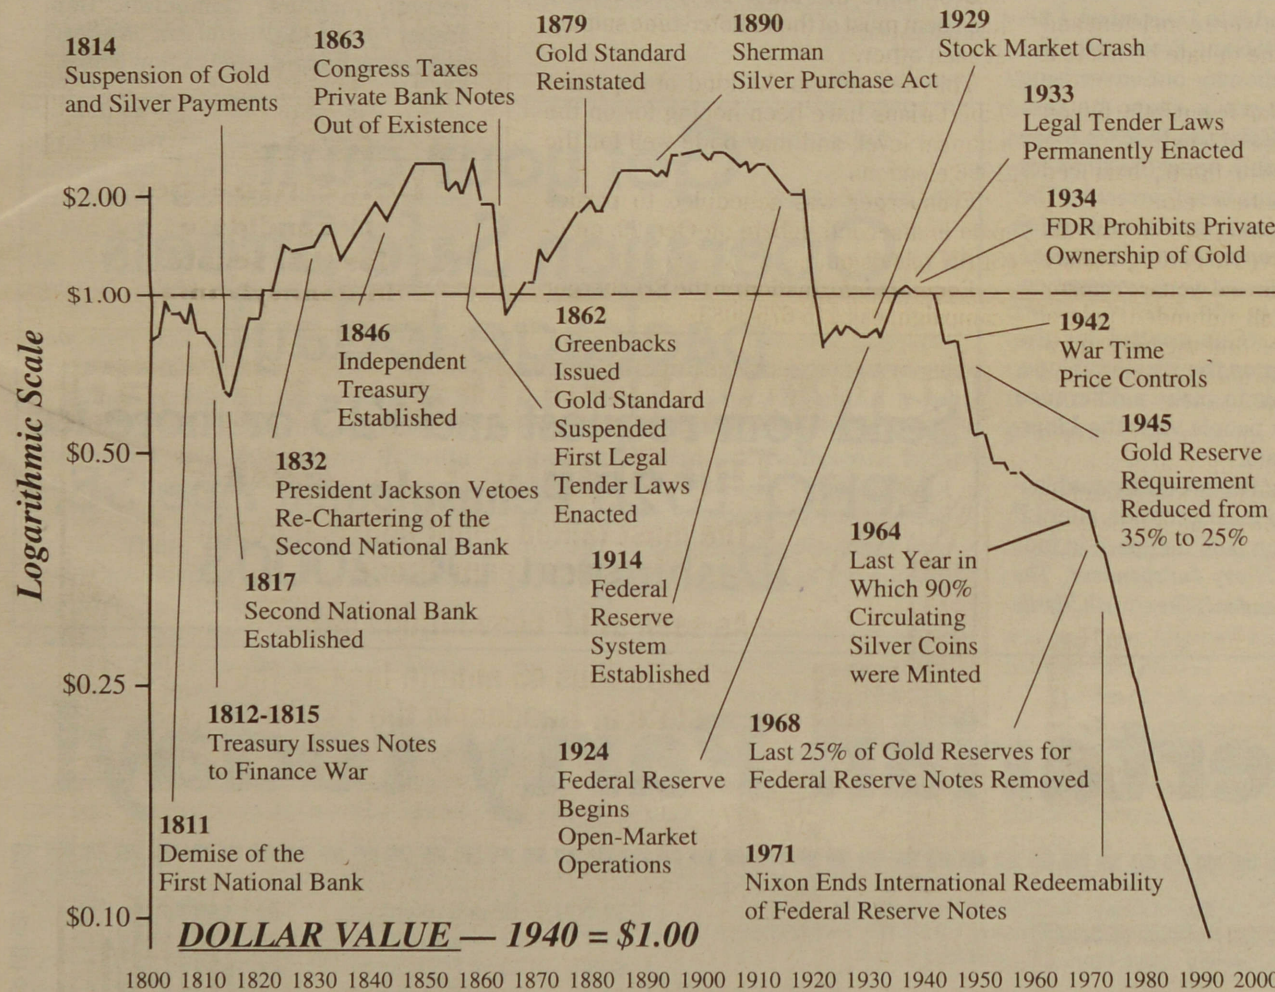 1814
Suspension of Gold
and Silver Payments
1863
Congress Taxes
Private Bank Notes
Out of Existence
1879
Gold Standard
Reinstated
1890
Sherman
Silver Purchase Act
1929
Stock Market Crash
1933
Legal Tender Laws
Permanently Enacted
1934
FDR Prohibits Private
Ownership of Gold
$2.00
$1.00
$0.50
$0.25
$0.10
Logarithmic Scale
1846
Independent
Treasury
Established
1862
Greenbacks
Issued
Gold Standard
Suspended
First Legal
Tender Laws
Enacted
1942
War Time
Price Controls
1945
Gold Reserve
Requirement
Reduced from
35% to 25%
1832
President Jackson Vetoes
Re-Chartering of the
Second National Bank
1817
Second National Bank
Established
1914
Federal
Reserve
System
Established
1964
Last Year in
Which 90%
Circulating
Silver Coins
were Minted
1812-1815
Treasury Issues Notes
to Finance War
1924
Federal Reserve
Begins
Open-Market
Operations
1968
Last 25% of Gold Reserves for
Federal Reserve Notes Removed
1811
Demise of the
First National Bank
1971
Nixon Ends International Redeemability
of Federal Reserve Notes
DOLLAR VALUE — 1940 = $1.00
1800 1810 1820 1830 1840 1850 1860 1870 1880 1890 1900 1910 1920 1930 1940 1950 1960 1970 1980 1990 2000